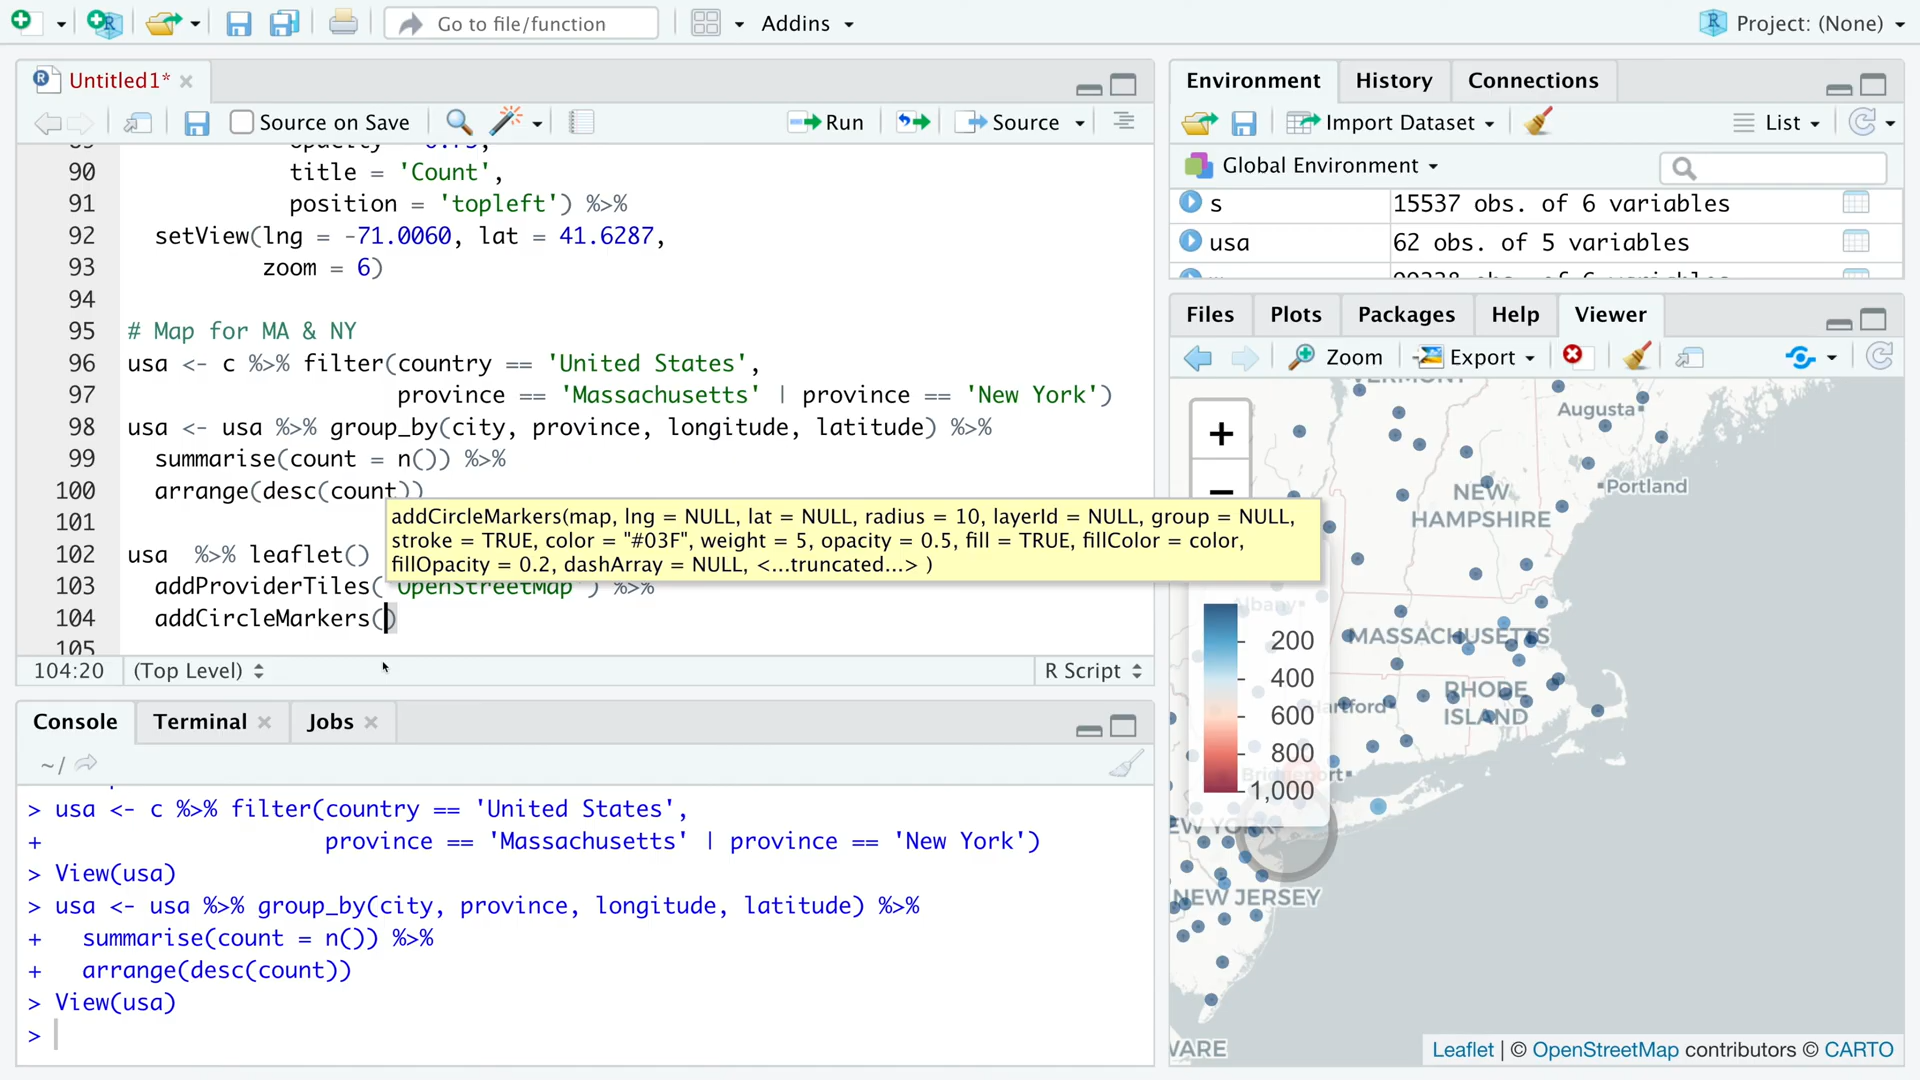 Go to file/function
Addins
Project: (None)
Untitled1*
Source on Save
Run
Source
90 title = 'Count',
91 position = 'topleft') %>%
92 setView(lng = -71.0060, lat = 41.6287,
93 zoom = 6)
94
95 # Map for MA & NY
96 usa <- c %>% filter(country == 'United States',
97 province == 'Massachusetts' | province == 'New York')
98 usa <- usa %>% group_by(city, province, longitude, latitude) %>%
99 summarise(count = n()) %>%
100 arrange(desc(count))
101
addCircleMarkers(map, lng = NULL, lat = NULL, radius = 10, layerId = NULL, group = NULL,
stroke = TRUE, color = "#03F", weight = 5, opacity = 0.5, fill = TRUE, fillColor = color,
fillOpacity = 0.2, dashArray = NULL, <...truncated...> )
102 usa %>% leaflet()
103 addProviderTiles('OpenStreetMap') %>%
104 addCircleMarkers()
105
104:20
(Top Level)
R Script
Console
Terminal
Jobs
~/
> usa <- c %>% filter(country == 'United States',
+ province == 'Massachusetts' | province == 'New York')
> View(usa)
> usa <- usa %>% group_by(city, province, longitude, latitude) %>%
+ summarise(count = n()) %>%
+ arrange(desc(count))
> View(usa)
>
Environment
History
Connections
Import Dataset
List
Global Environment
s 15537 obs. of 6 variables
usa 62 obs. of 5 variables
Files
Plots
Packages
Help
Viewer
Zoom
Export
VERMONT
+
−
Augusta
Portland
NEW
HAMPSHIRE
Albany
MASSACHUSETTS
RHODE
ISLAND
Hartford
Bridgeport
200
400
600
800
1,000
NEW YORK
NEW JERSEY
WARE
Leaflet | © OpenStreetMap contributors © CARTO